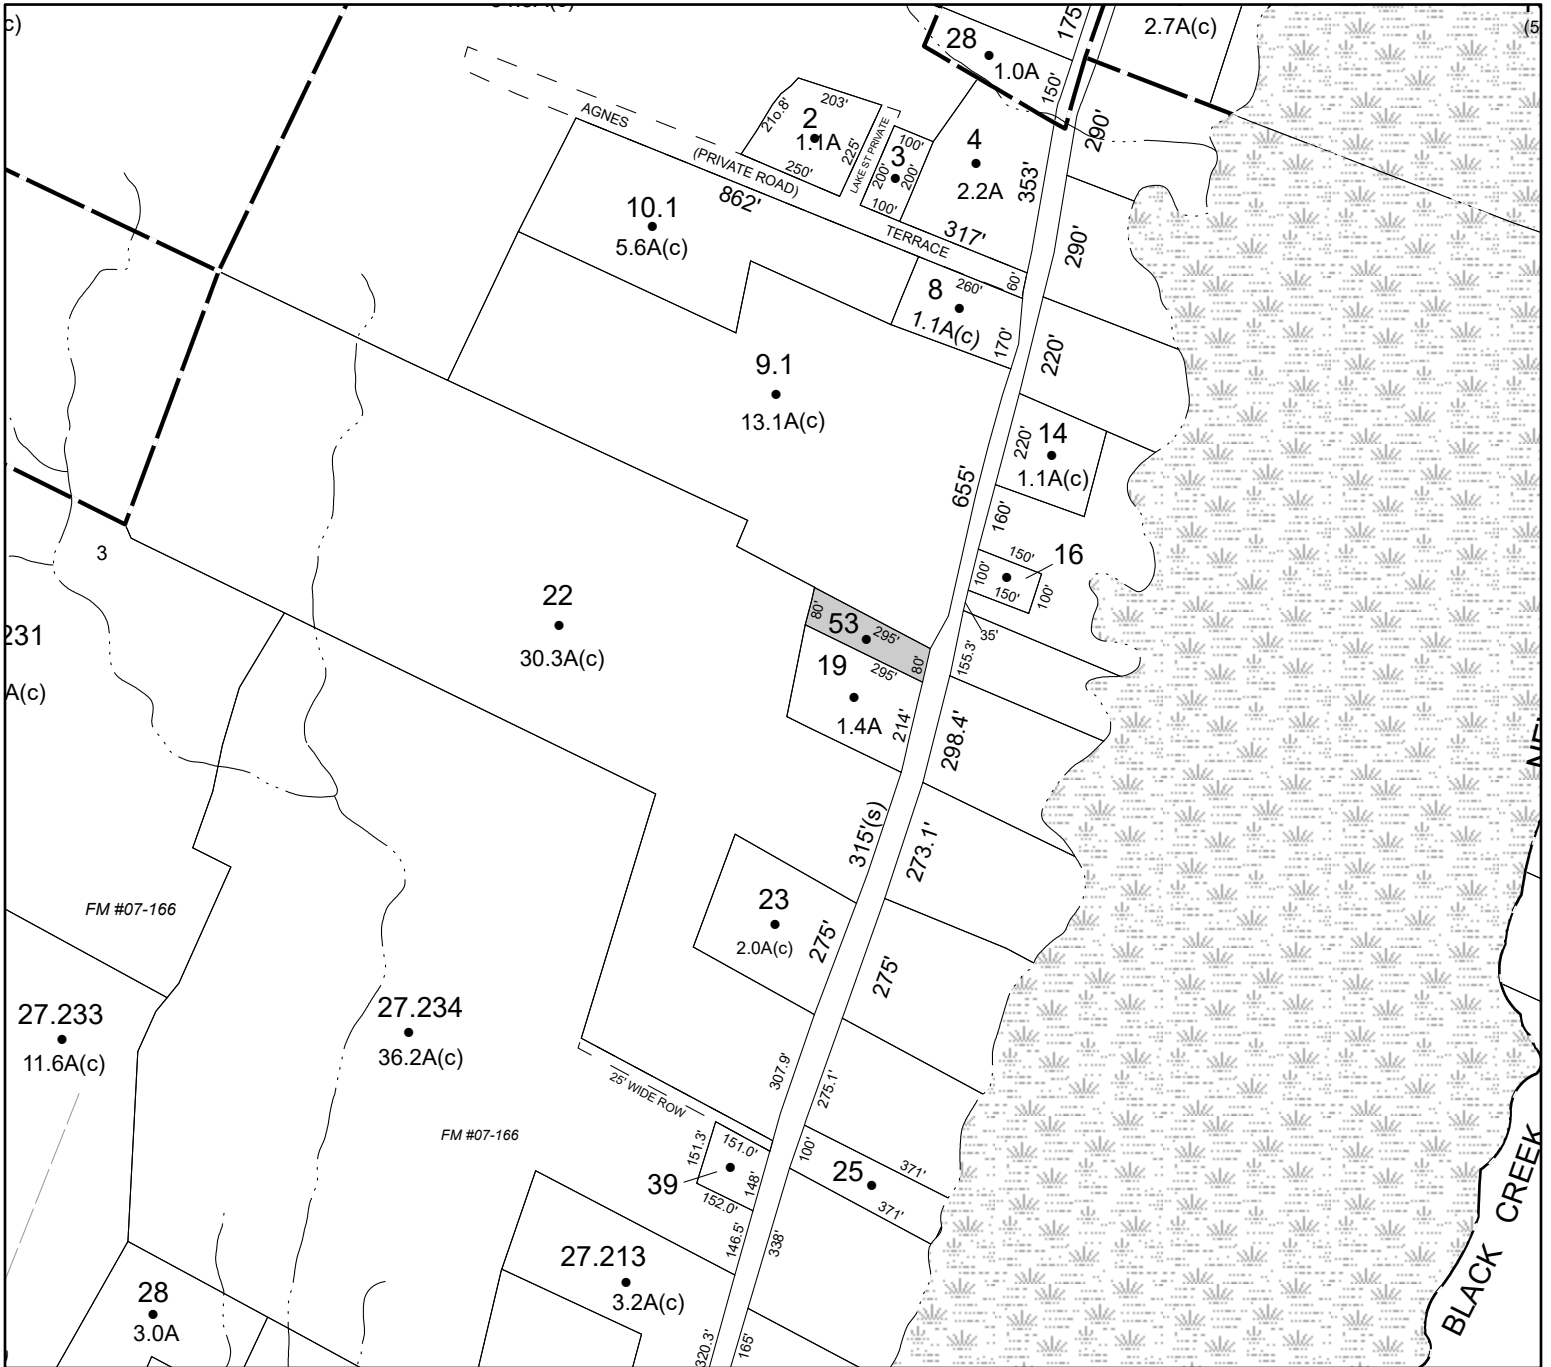 c)
175'
28
1.0A
150'
2.7A(c)
(5
290'
AGNES
(PRIVATE ROAD)
TERRACE
862'
203'
210.8'
2
1.1A
225'
250'
LAKE ST PRIVATE
100'
3
200'
200'
100'
4
2.2A
353'
317'
60'
290'
10.1
5.6A(c)
8
260'
1.1A(c)
170'
220'
9.1
13.1A(c)
655'
220'
14
1.1A(c)
160'
150'
16
100'
150'
100'
35'
155.3'
3
231
A(c)
22
30.3A(c)
80'
53
295'
80'
19
295'
1.4A
214'
298.4'
315'(s)
273.1'
23
2.0A(c)
275'
275'
FM #07-166
27.233
11.6A(c)
27.234
36.2A(c)
FM #07-166
307.9'
275.1'
25' WIDE ROW
151.3'
151.0'
39
148'
152.0'
100'
25
371'
371'
146.5'
338'
27.213
3.2A(c)
28
3.0A
320.3'
165'
BLACK CREEK